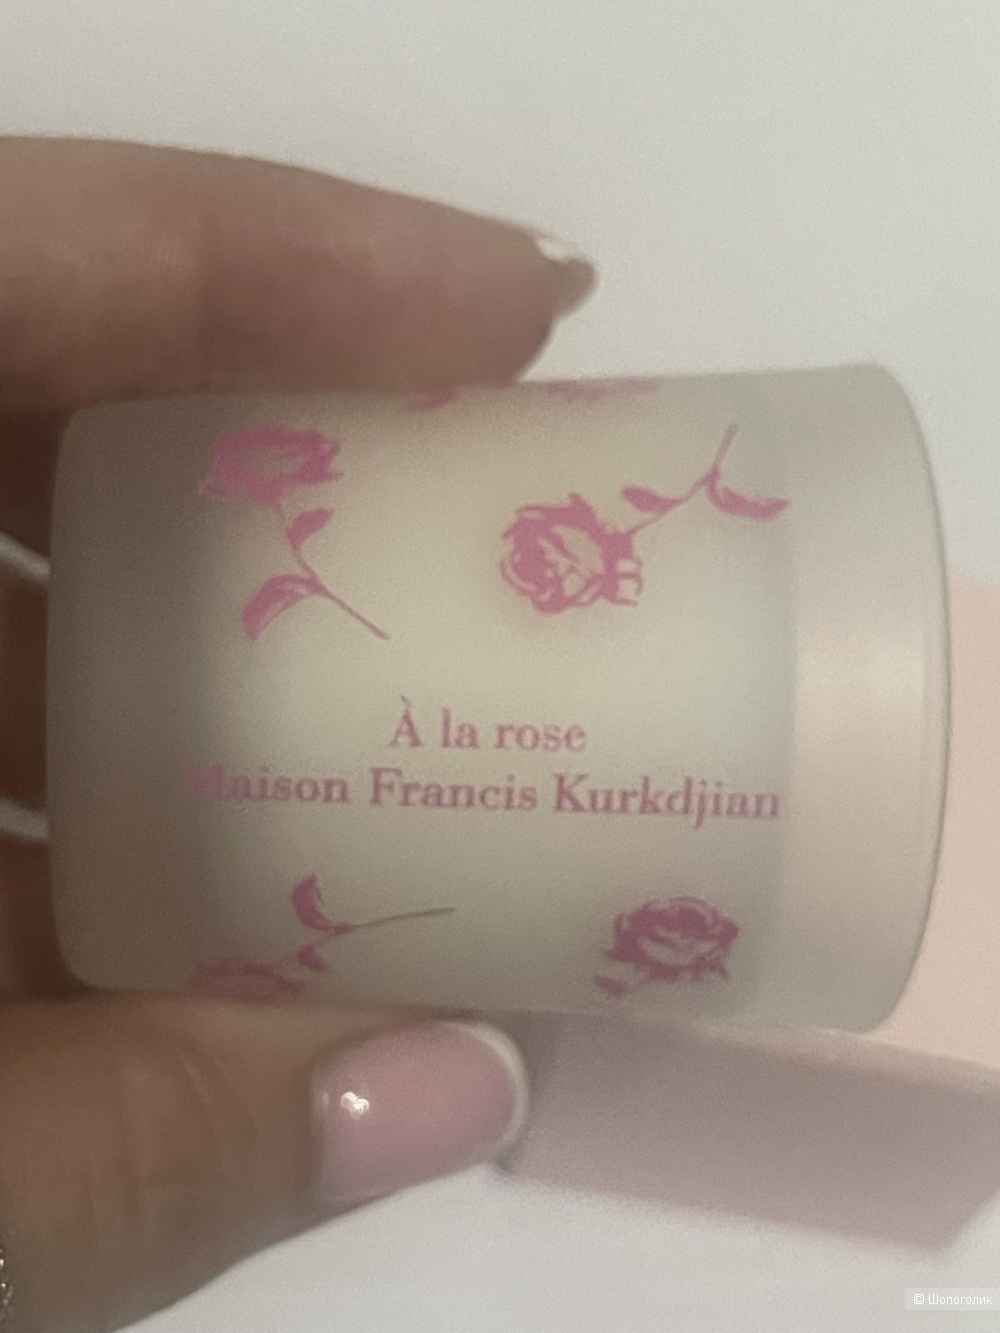 À la rose
Maison Francis Kurkdjian
© Шопоголик